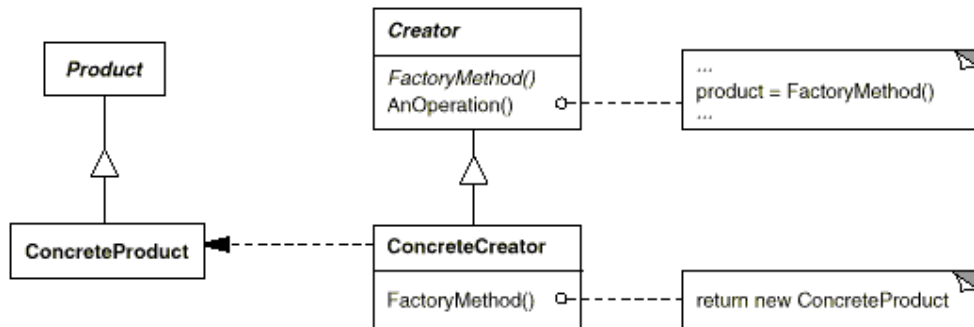 Product
ConcreteProduct
Creator
FactoryMethod()
AnOperation()
...
product = FactoryMethod()
...
ConcreteCreator
FactoryMethod()
return new ConcreteProduct